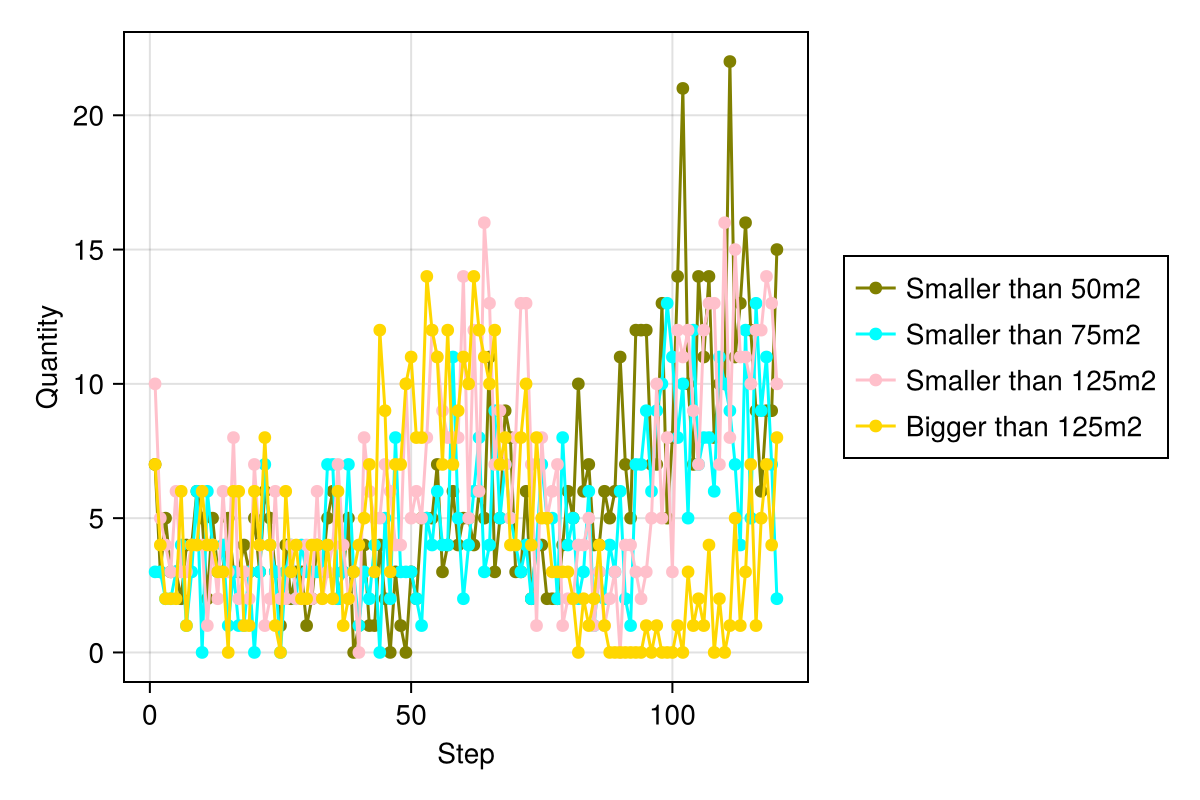 20
15
10
5
0
Quantity
0
50
100
Step
Smaller than 50m2
Smaller than 75m2
Smaller than 125m2
Bigger than 125m2